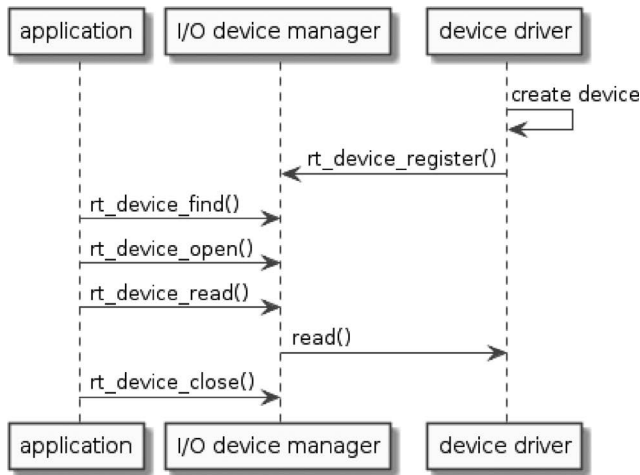 application I/O device manager device driver
create device
rt_device_register()
rt_device_find()
rt_device_open()
rt_device_read()
read()
rt_device_close()
application I/O device manager device driver